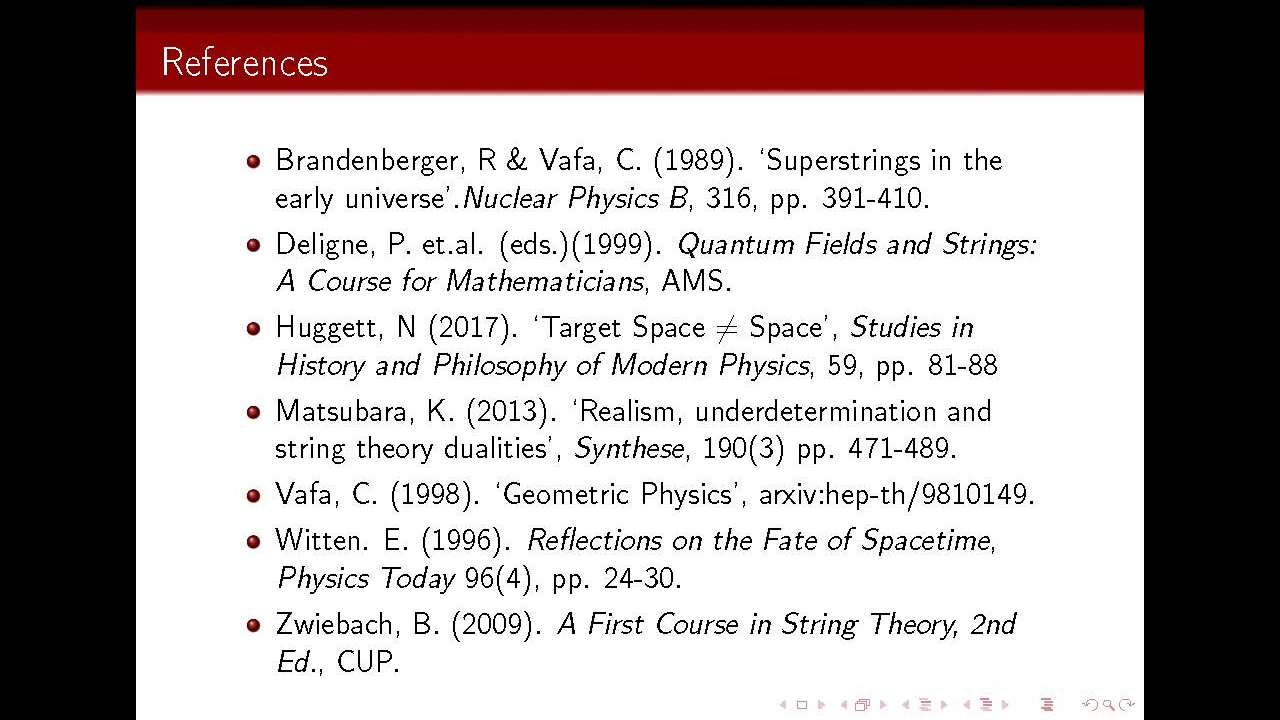 References
Brandenberger, R & Vafa, C. (1989). ‘Superstrings in the
early universe’.Nuclear Physics B, 316, pp. 391-410.
Deligne, P. et.al. (eds.)(1999). Quantum Fields and Strings:
A Course for Mathematicians, AMS.
Huggett, N (2017). ‘Target Space ≠ Space’, Studies in
History and Philosophy of Modern Physics, 59, pp. 81-88
Matsubara, K. (2013). ‘Realism, underdetermination and
string theory dualities’, Synthese, 190(3) pp. 471-489.
Vafa, C. (1998). ‘Geometric Physics’, arxiv:hep-th/9810149.
Witten. E. (1996). Reflections on the Fate of Spacetime,
Physics Today 96(4), pp. 24-30.
Zwiebach, B. (2009). A First Course in String Theory, 2nd
Ed., CUP.